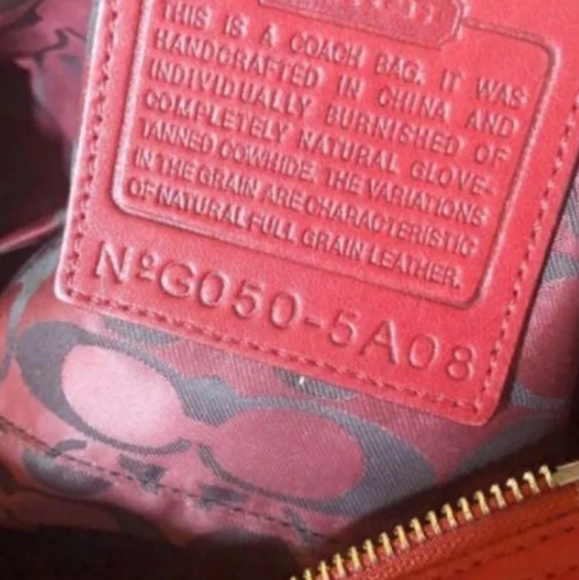 THIS IS A COACH BAG. IT WAS
HANDCRAFTED IN CHINA AND
INDIVIDUALLY BURNISHED OF
COMPLETELY NATURAL GLOVE-
TANNED COWHIDE. THE VARIATIONS
IN THE GRAIN ARE CHARACTERISTIC
OF NATURAL FULL GRAIN LEATHER.
NºG050-5A08